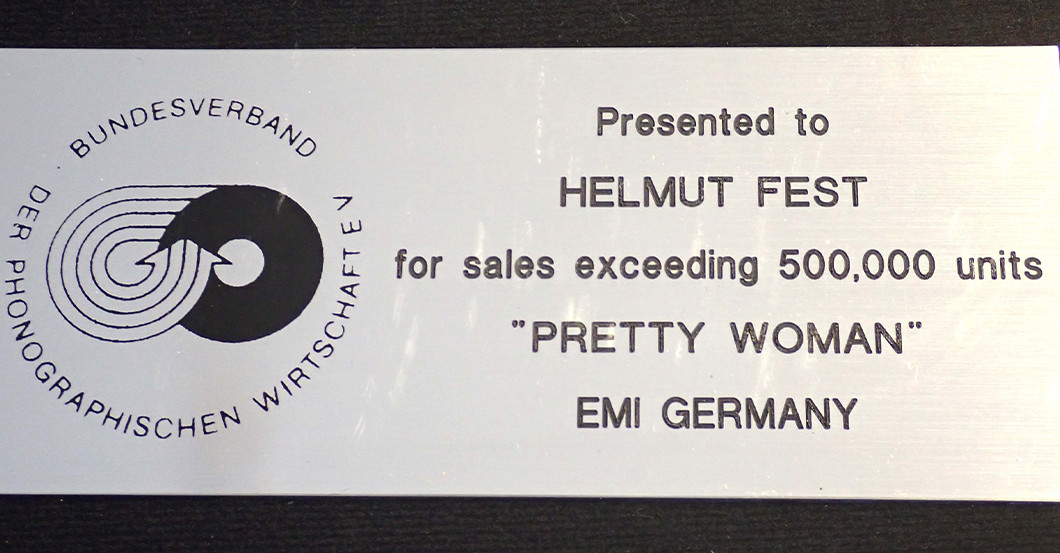 BUNDESVERBAND
DER PHONOGRAPHISCHEN WIRTSCHAFT E V
Presented to
HELMUT FEST
for sales exceeding 500,000 units
"PRETTY WOMAN"
EMI GERMANY